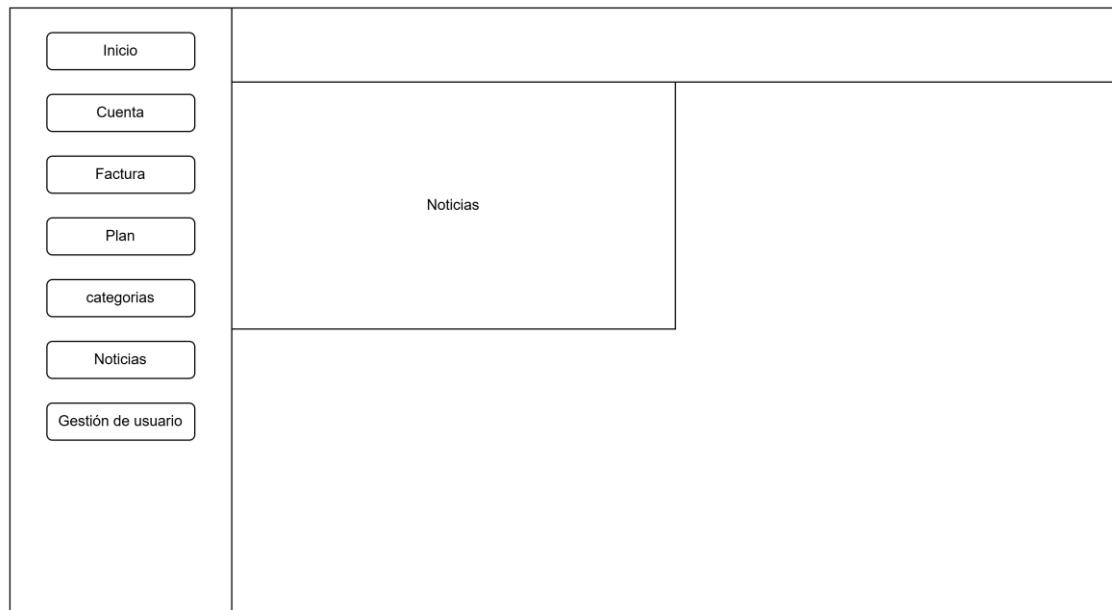 Inicio
Cuenta
Factura
Plan
categorias
Noticias
Gestión de usuario
Noticias